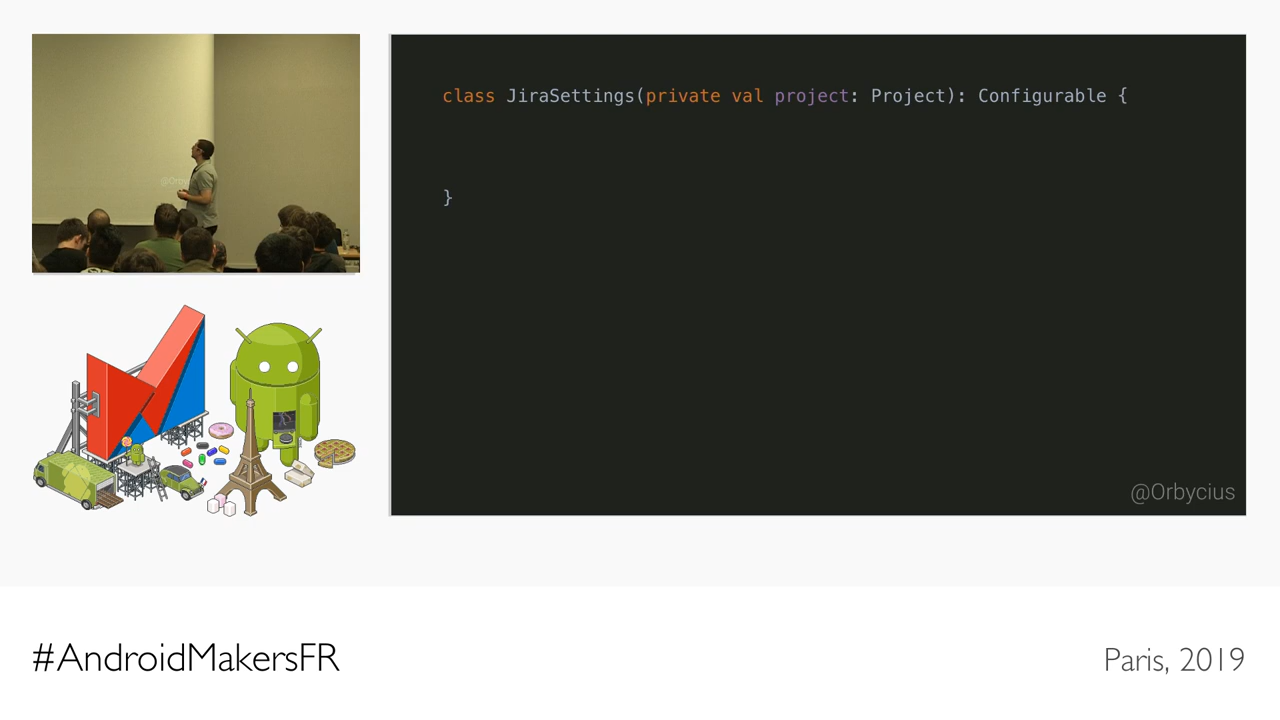 class JiraSettings(private val project: Project): Configurable {
}
@Orbycius
#AndroidMakersFR
Paris, 2019